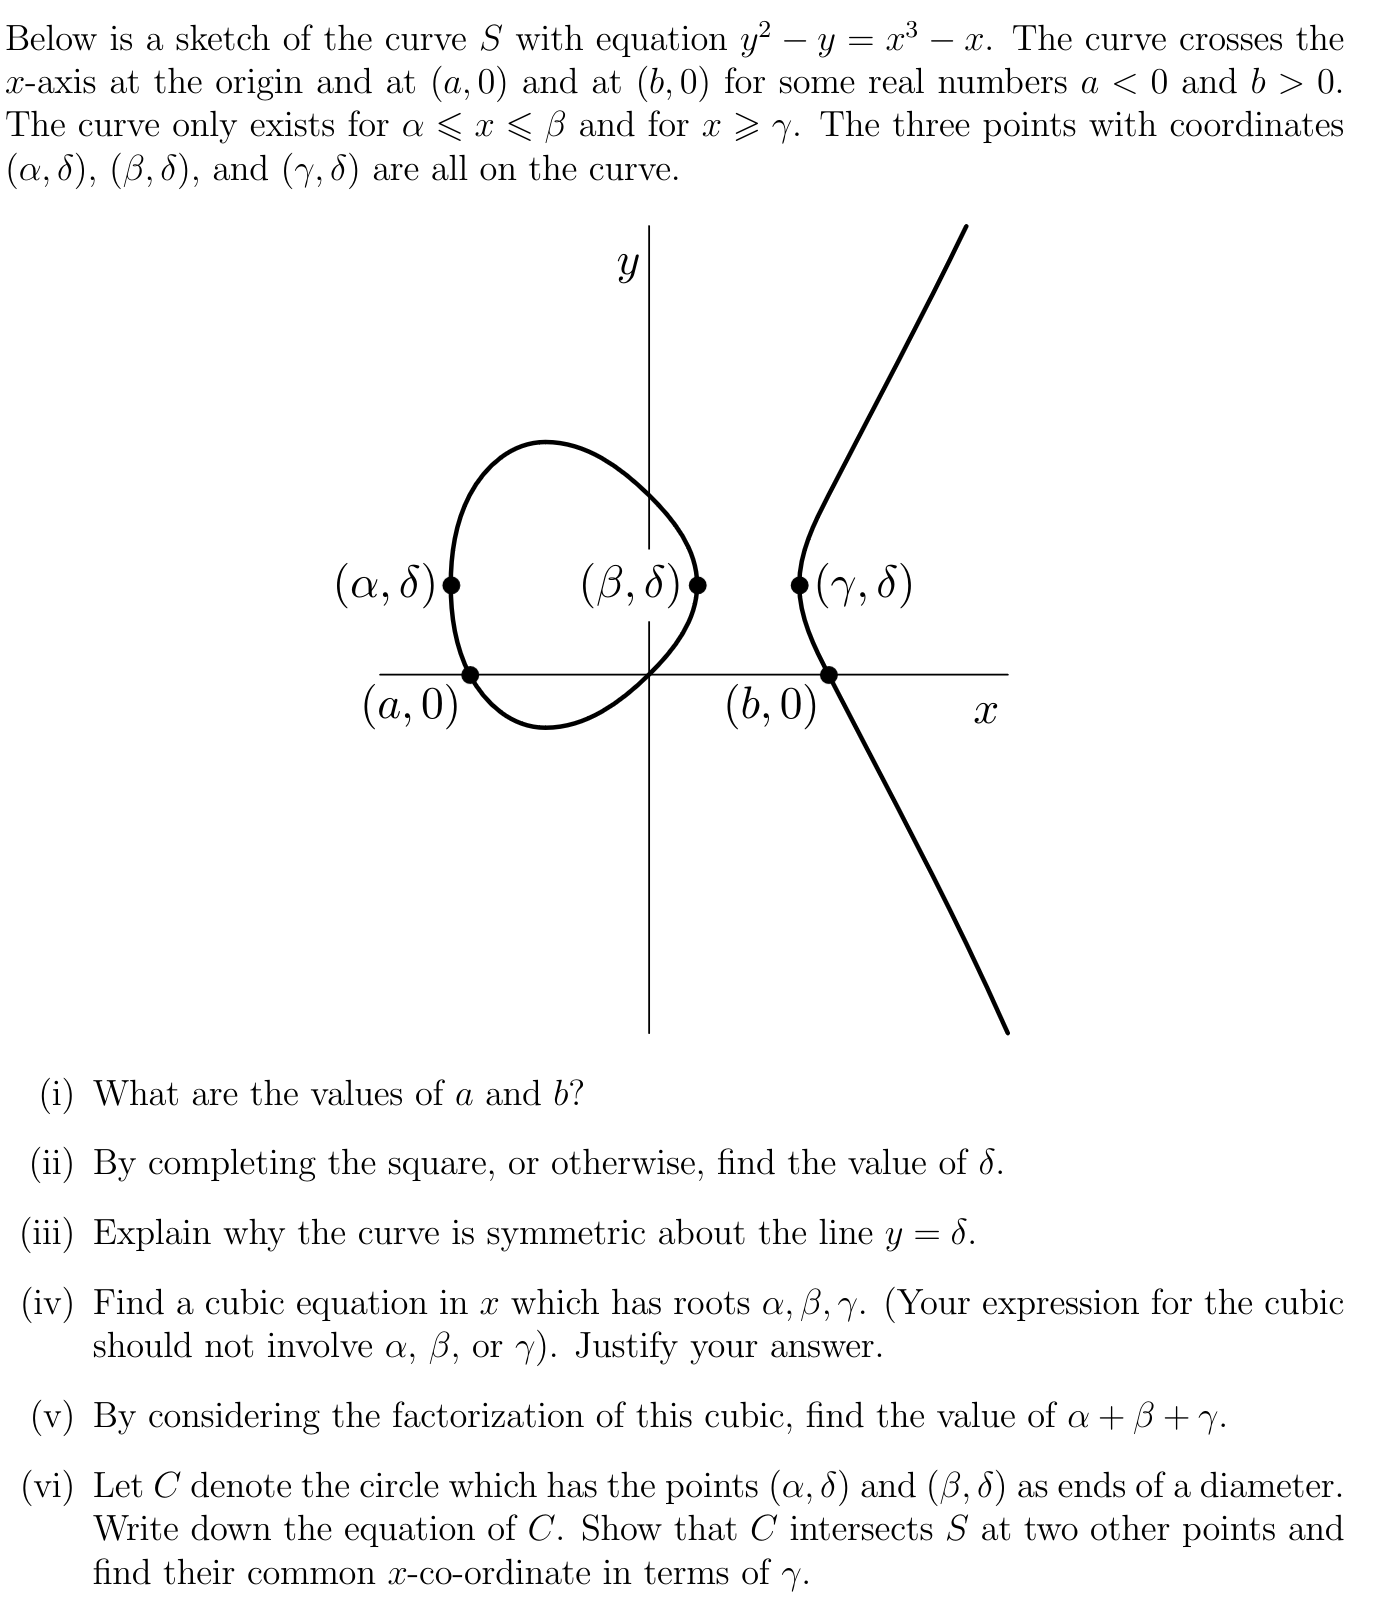 Below is a sketch of the curve S with equation y² − y = x³ − x. The curve crosses the
x-axis at the origin and at (a, 0) and at (b, 0) for some real numbers a < 0 and b > 0.
The curve only exists for α ⩽ x ⩽ β and for x ⩾ γ. The three points with coordinates
(α, δ), (β, δ), and (γ, δ) are all on the curve.
y
(α, δ) (β, δ) (γ, δ)
(a, 0) (b, 0) x
(i) What are the values of a and b?
(ii) By completing the square, or otherwise, find the value of δ.
(iii) Explain why the curve is symmetric about the line y = δ.
(iv) Find a cubic equation in x which has roots α, β, γ. (Your expression for the cubic
should not involve α, β, or γ). Justify your answer.
(v) By considering the factorization of this cubic, find the value of α + β + γ.
(vi) Let C denote the circle which has the points (α, δ) and (β, δ) as ends of a diameter.
Write down the equation of C. Show that C intersects S at two other points and
find their common x-co-ordinate in terms of γ.